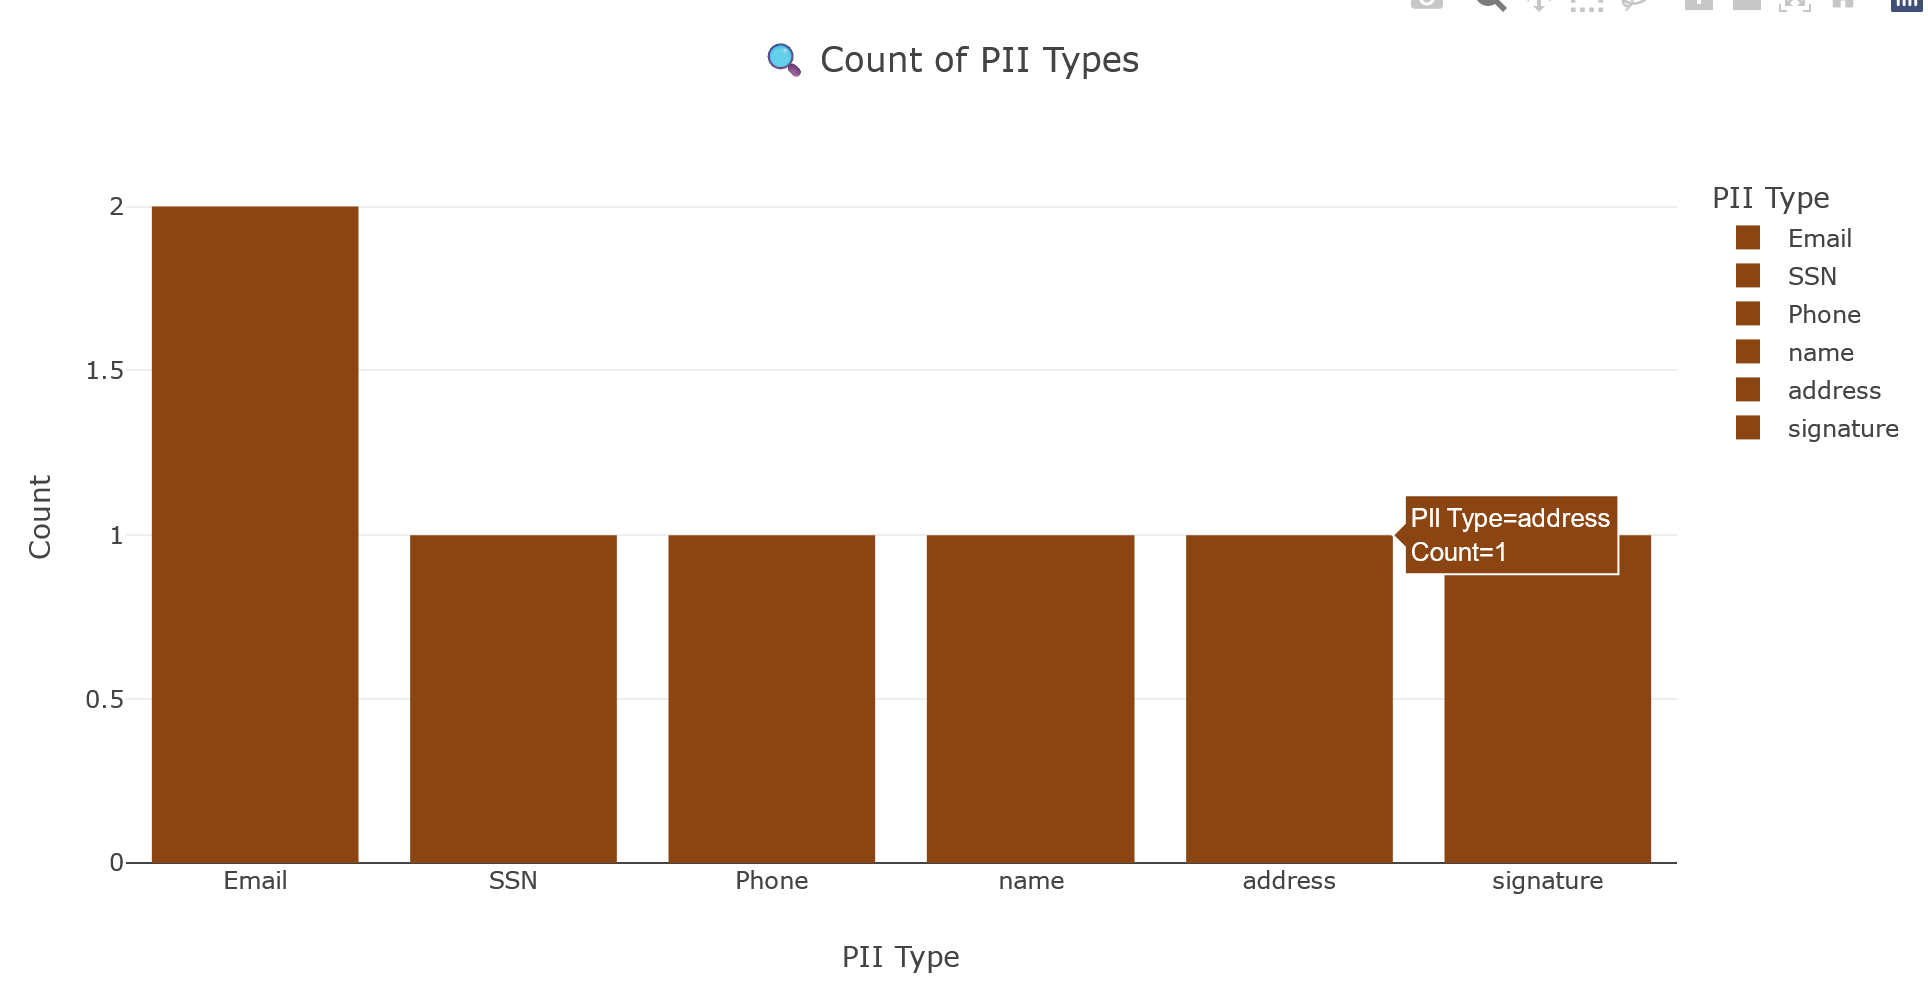 Count of PII Types
2
1.5
1
0.5
0
Count
Email
SSN
Phone
name
address
signature
PII Type
PII Type
Email
SSN
Phone
name
address
signature
PII Type=address
Count=1